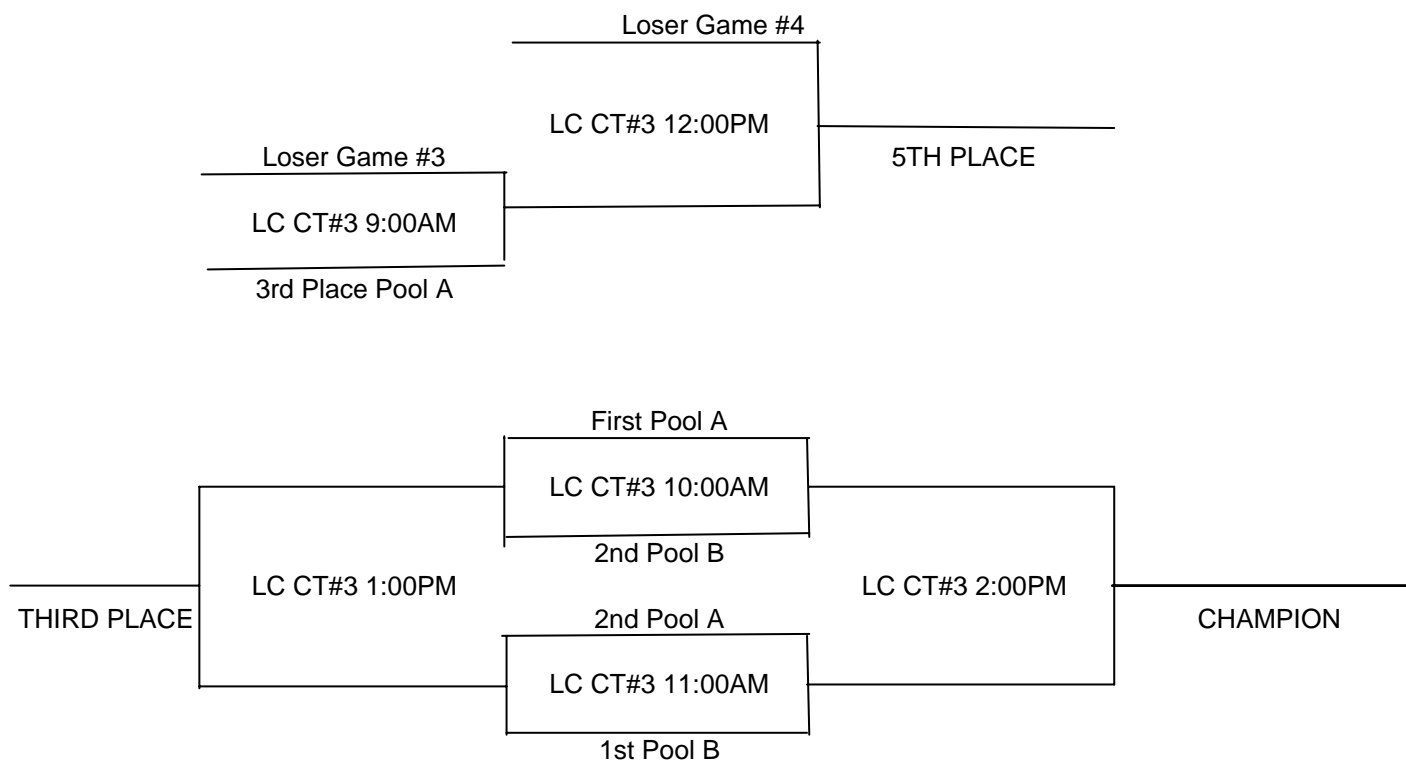 Loser Game #4
LC CT#3 12:00PM
Loser Game #3
5TH PLACE
LC CT#3 9:00AM
3rd Place Pool A
First Pool A
LC CT#3 10:00AM
2nd Pool B
LC CT#3 1:00PM
LC CT#3 2:00PM
THIRD PLACE
2nd Pool A
CHAMPION
LC CT#3 11:00AM
1st Pool B